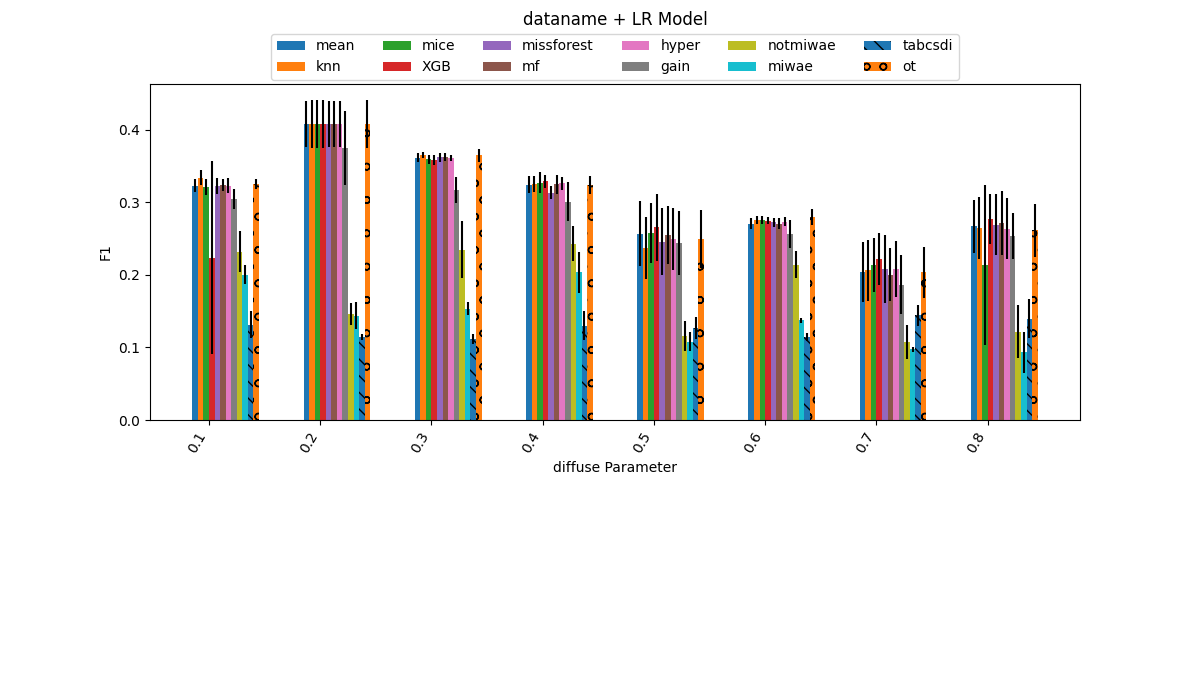 dataname + LR Model
mean mice missforest hyper notmiwae tabcsdi
knn XGB mf gain miwae ot
F1
0.4
0.3
0.2
0.1
0.0
0.1 0.2 0.3 0.4 0.5 0.6 0.7 0.8
diffuse Parameter